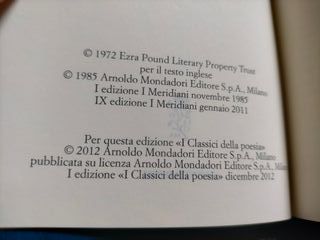 © 1972 Ezra Pound Literary Property Trust
per il testo inglese
© 1985 Arnoldo Mondadori Editore S.p.A., Milano
I edizione I Meridiani novembre 1985
IX edizione I Meridiani gennaio 2011
Per questa edizione «I Classici della poesia»
© 2012 Arnoldo Mondadori Editore S.p.A., Milano
pubblicata su licenza Arnoldo Mondadori Editore S.p.A., Milano
I edizione «I Classici della poesia» dicembre 2012